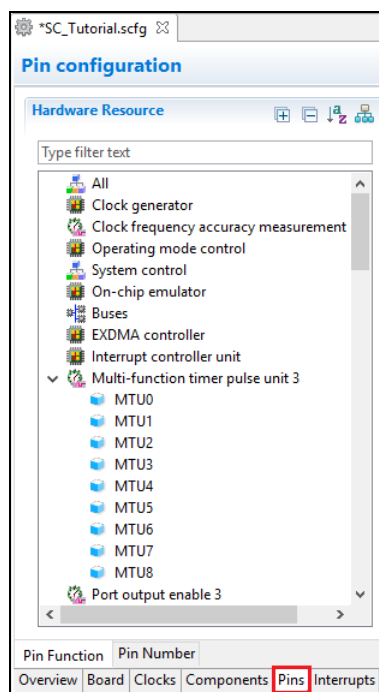 *SC_Tutorial.scfg
Pin configuration
Hardware Resource
Type filter text
All
Clock generator
Clock frequency accuracy measurement
Operating mode control
System control
On-chip emulator
Buses
EXDMA controller
Interrupt controller unit
Multi-function timer pulse unit 3
MTU0
MTU1
MTU2
MTU3
MTU4
MTU5
MTU6
MTU7
MTU8
Port output enable 3
Pin Function Pin Number
Overview Board Clocks Components Pins Interrupts